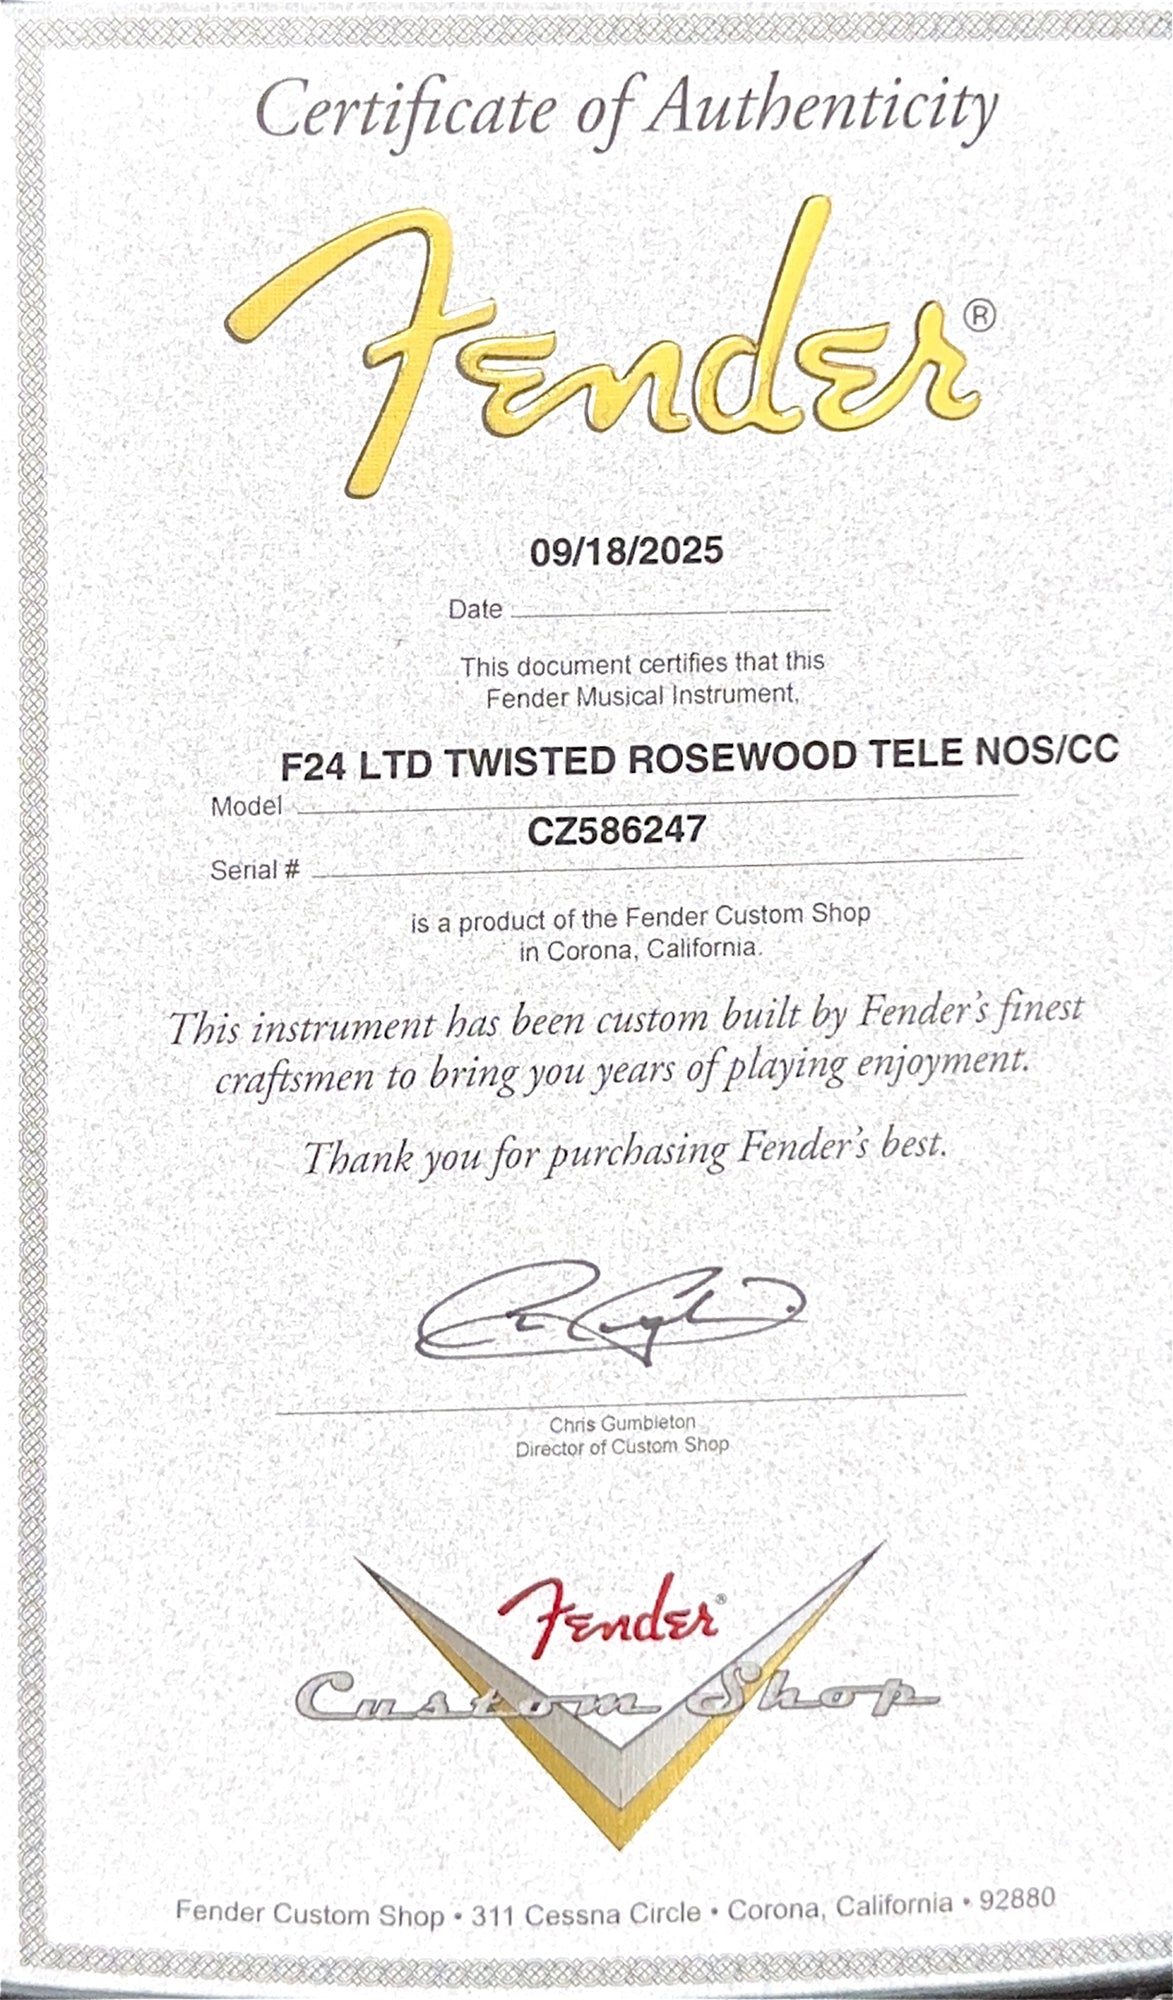 Certificate of Authenticity
Fender®
09/18/2025
Date
This document certifies that this
Fender Musical Instrument,
F24 LTD TWISTED ROSEWOOD TELE NOS/CC
Model
CZ586247
Serial #
is a product of the Fender Custom Shop
in Corona, California.
This instrument has been custom built by Fender's finest
craftsmen to bring you years of playing enjoyment.
Thank you for purchasing Fender's best.
Chris Gumbleton
Director of Custom Shop
Fender®
Custom Shop
Fender Custom Shop • 311 Cessna Circle • Corona, California • 92880